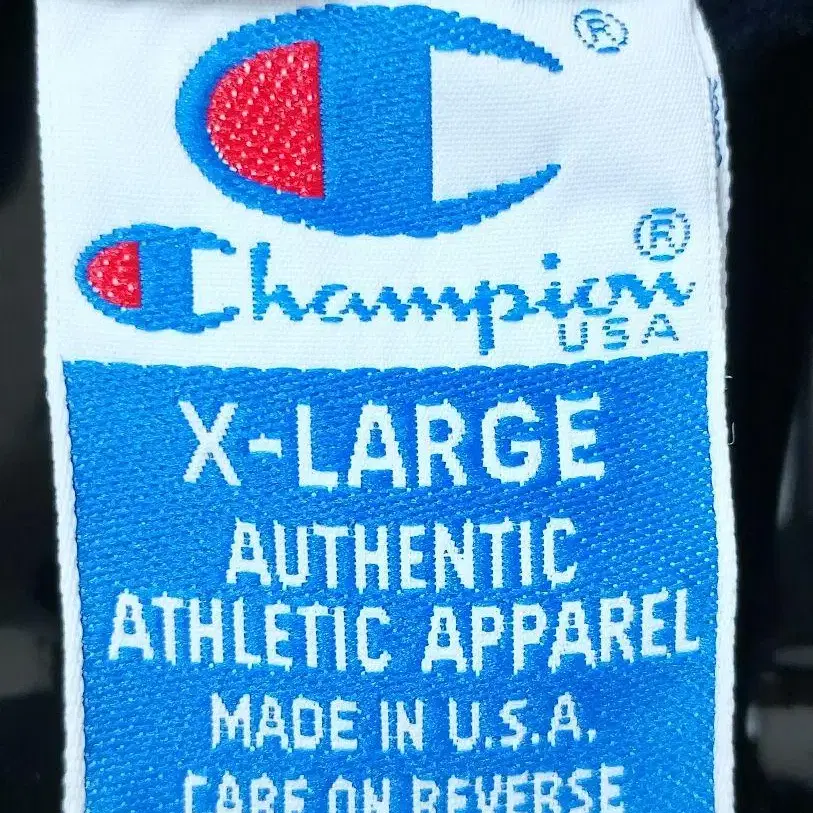 ®
Champion ®
USA
X-LARGE
AUTHENTIC
ATHLETIC APPAREL
MADE IN U.S.A.
CARE ON REVERSE